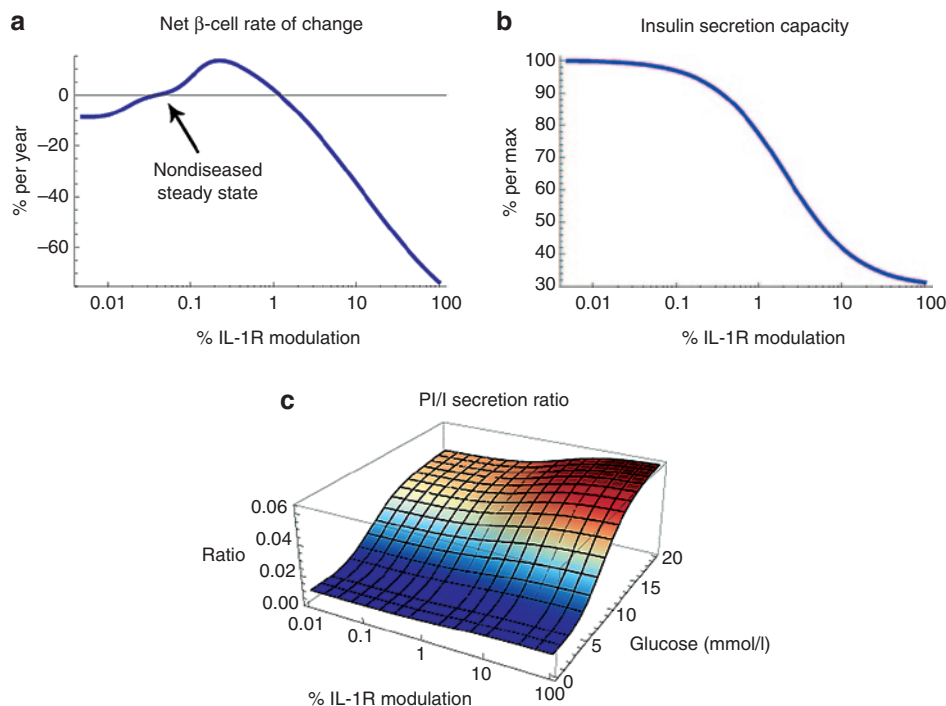 a
Net β-cell rate of change
0
–20
–40
–60
% per year
Nondiseased
steady state
0.01
0.1
1
10
100
% IL-1R modulation
b
Insulin secretion capacity
100
90
80
70
60
50
40
30
% per max
0.01
0.1
1
10
100
% IL-1R modulation
c
PI/I secretion ratio
0.06
0.04
0.02
0.00
Ratio
0.01
0.1
1
10
100
% IL-1R modulation
0
5
10
15
20
Glucose (mmol/l)